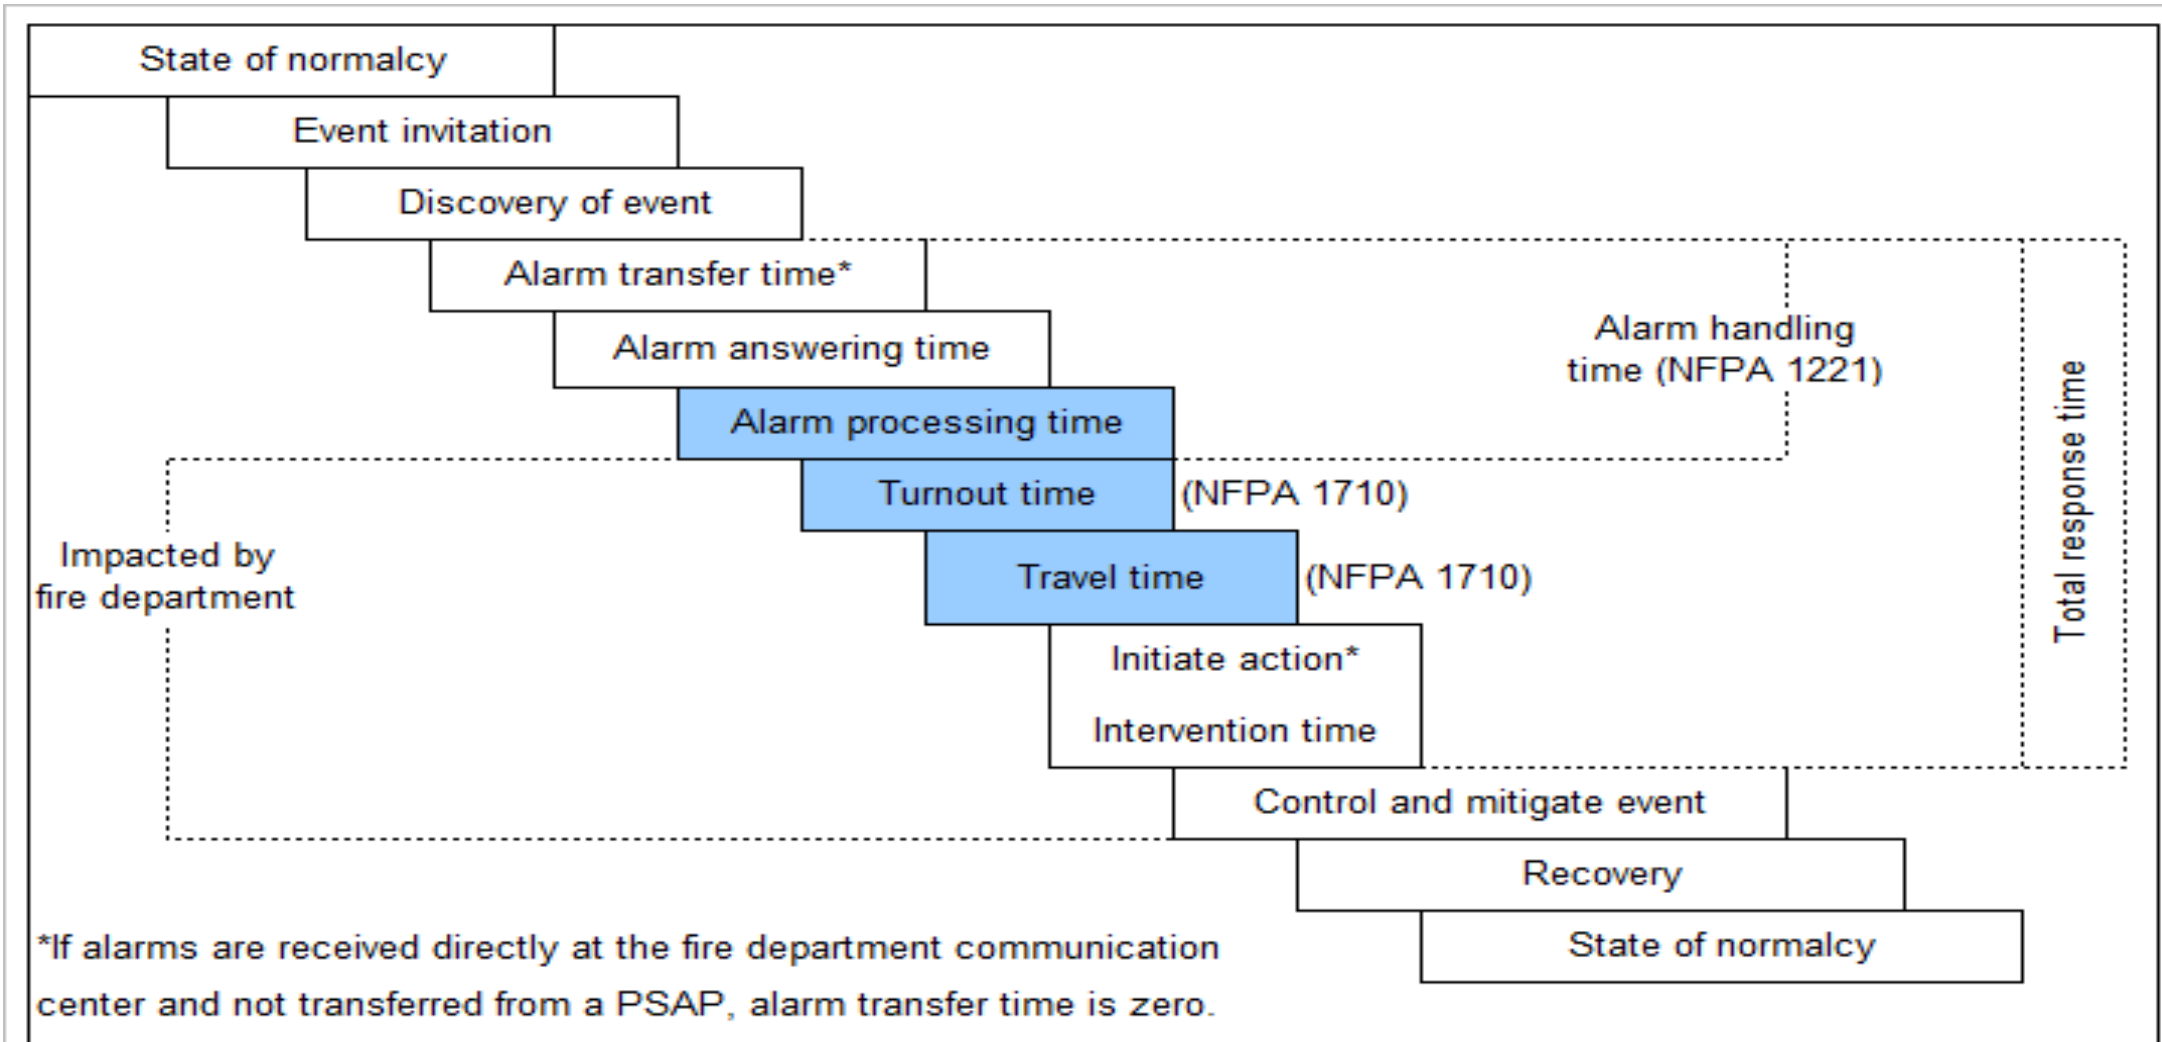 State of normalcy
Event invitation
Discovery of event
Alarm transfer time*
Alarm answering time
Alarm handling
time (NFPA 1221)
Alarm processing time
Turnout time (NFPA 1710)
Travel time (NFPA 1710)
Impacted by
fire department
Total response time
Initiate action*
Intervention time
Control and mitigate event
Recovery
State of normalcy
*If alarms are received directly at the fire department communication
center and not transferred from a PSAP, alarm transfer time is zero.